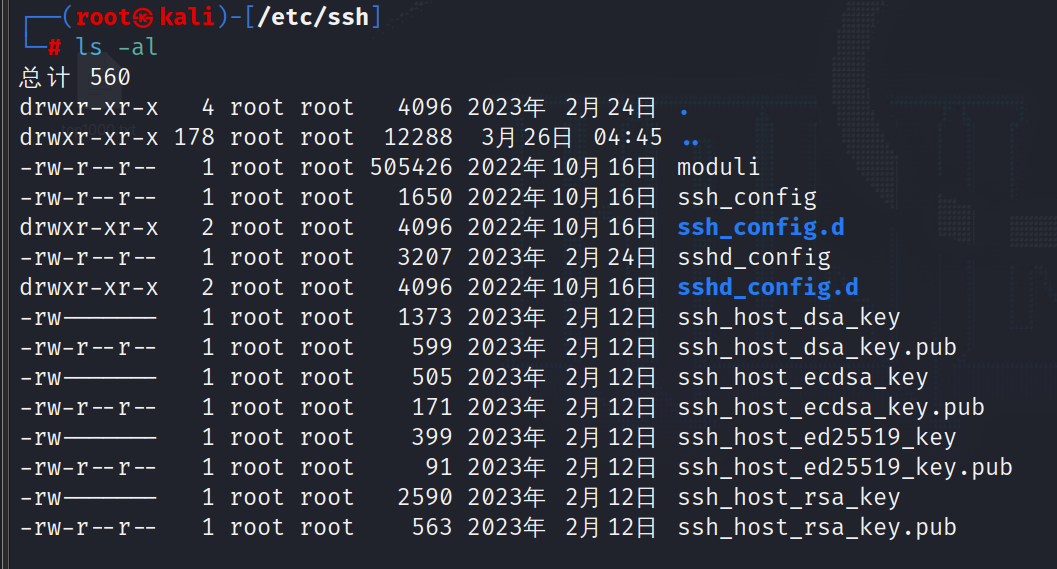 ┌──(root㉿kali)-[/etc/ssh]
└─# ls -al
总计 560
drwxr-xr-x   4 root root   4096 2023年  2月24日 .
drwxr-xr-x 178 root root  12288  3月26日 04:45 ..
-rw-r--r--   1 root root 505426 2022年10月16日 moduli
-rw-r--r--   1 root root   1650 2022年10月16日 ssh_config
drwxr-xr-x   2 root root   4096 2022年10月16日 ssh_config.d
-rw-r--r--   1 root root   3207 2023年  2月24日 sshd_config
drwxr-xr-x   2 root root   4096 2022年10月16日 sshd_config.d
-rw-------   1 root root   1373 2023年  2月12日 ssh_host_dsa_key
-rw-r--r--   1 root root    599 2023年  2月12日 ssh_host_dsa_key.pub
-rw-------   1 root root    505 2023年  2月12日 ssh_host_ecdsa_key
-rw-r--r--   1 root root    171 2023年  2月12日 ssh_host_ecdsa_key.pub
-rw-------   1 root root    399 2023年  2月12日 ssh_host_ed25519_key
-rw-r--r--   1 root root     91 2023年  2月12日 ssh_host_ed25519_key.pub
-rw-------   1 root root   2590 2023年  2月12日 ssh_host_rsa_key
-rw-r--r--   1 root root    563 2023年  2月12日 ssh_host_rsa_key.pub